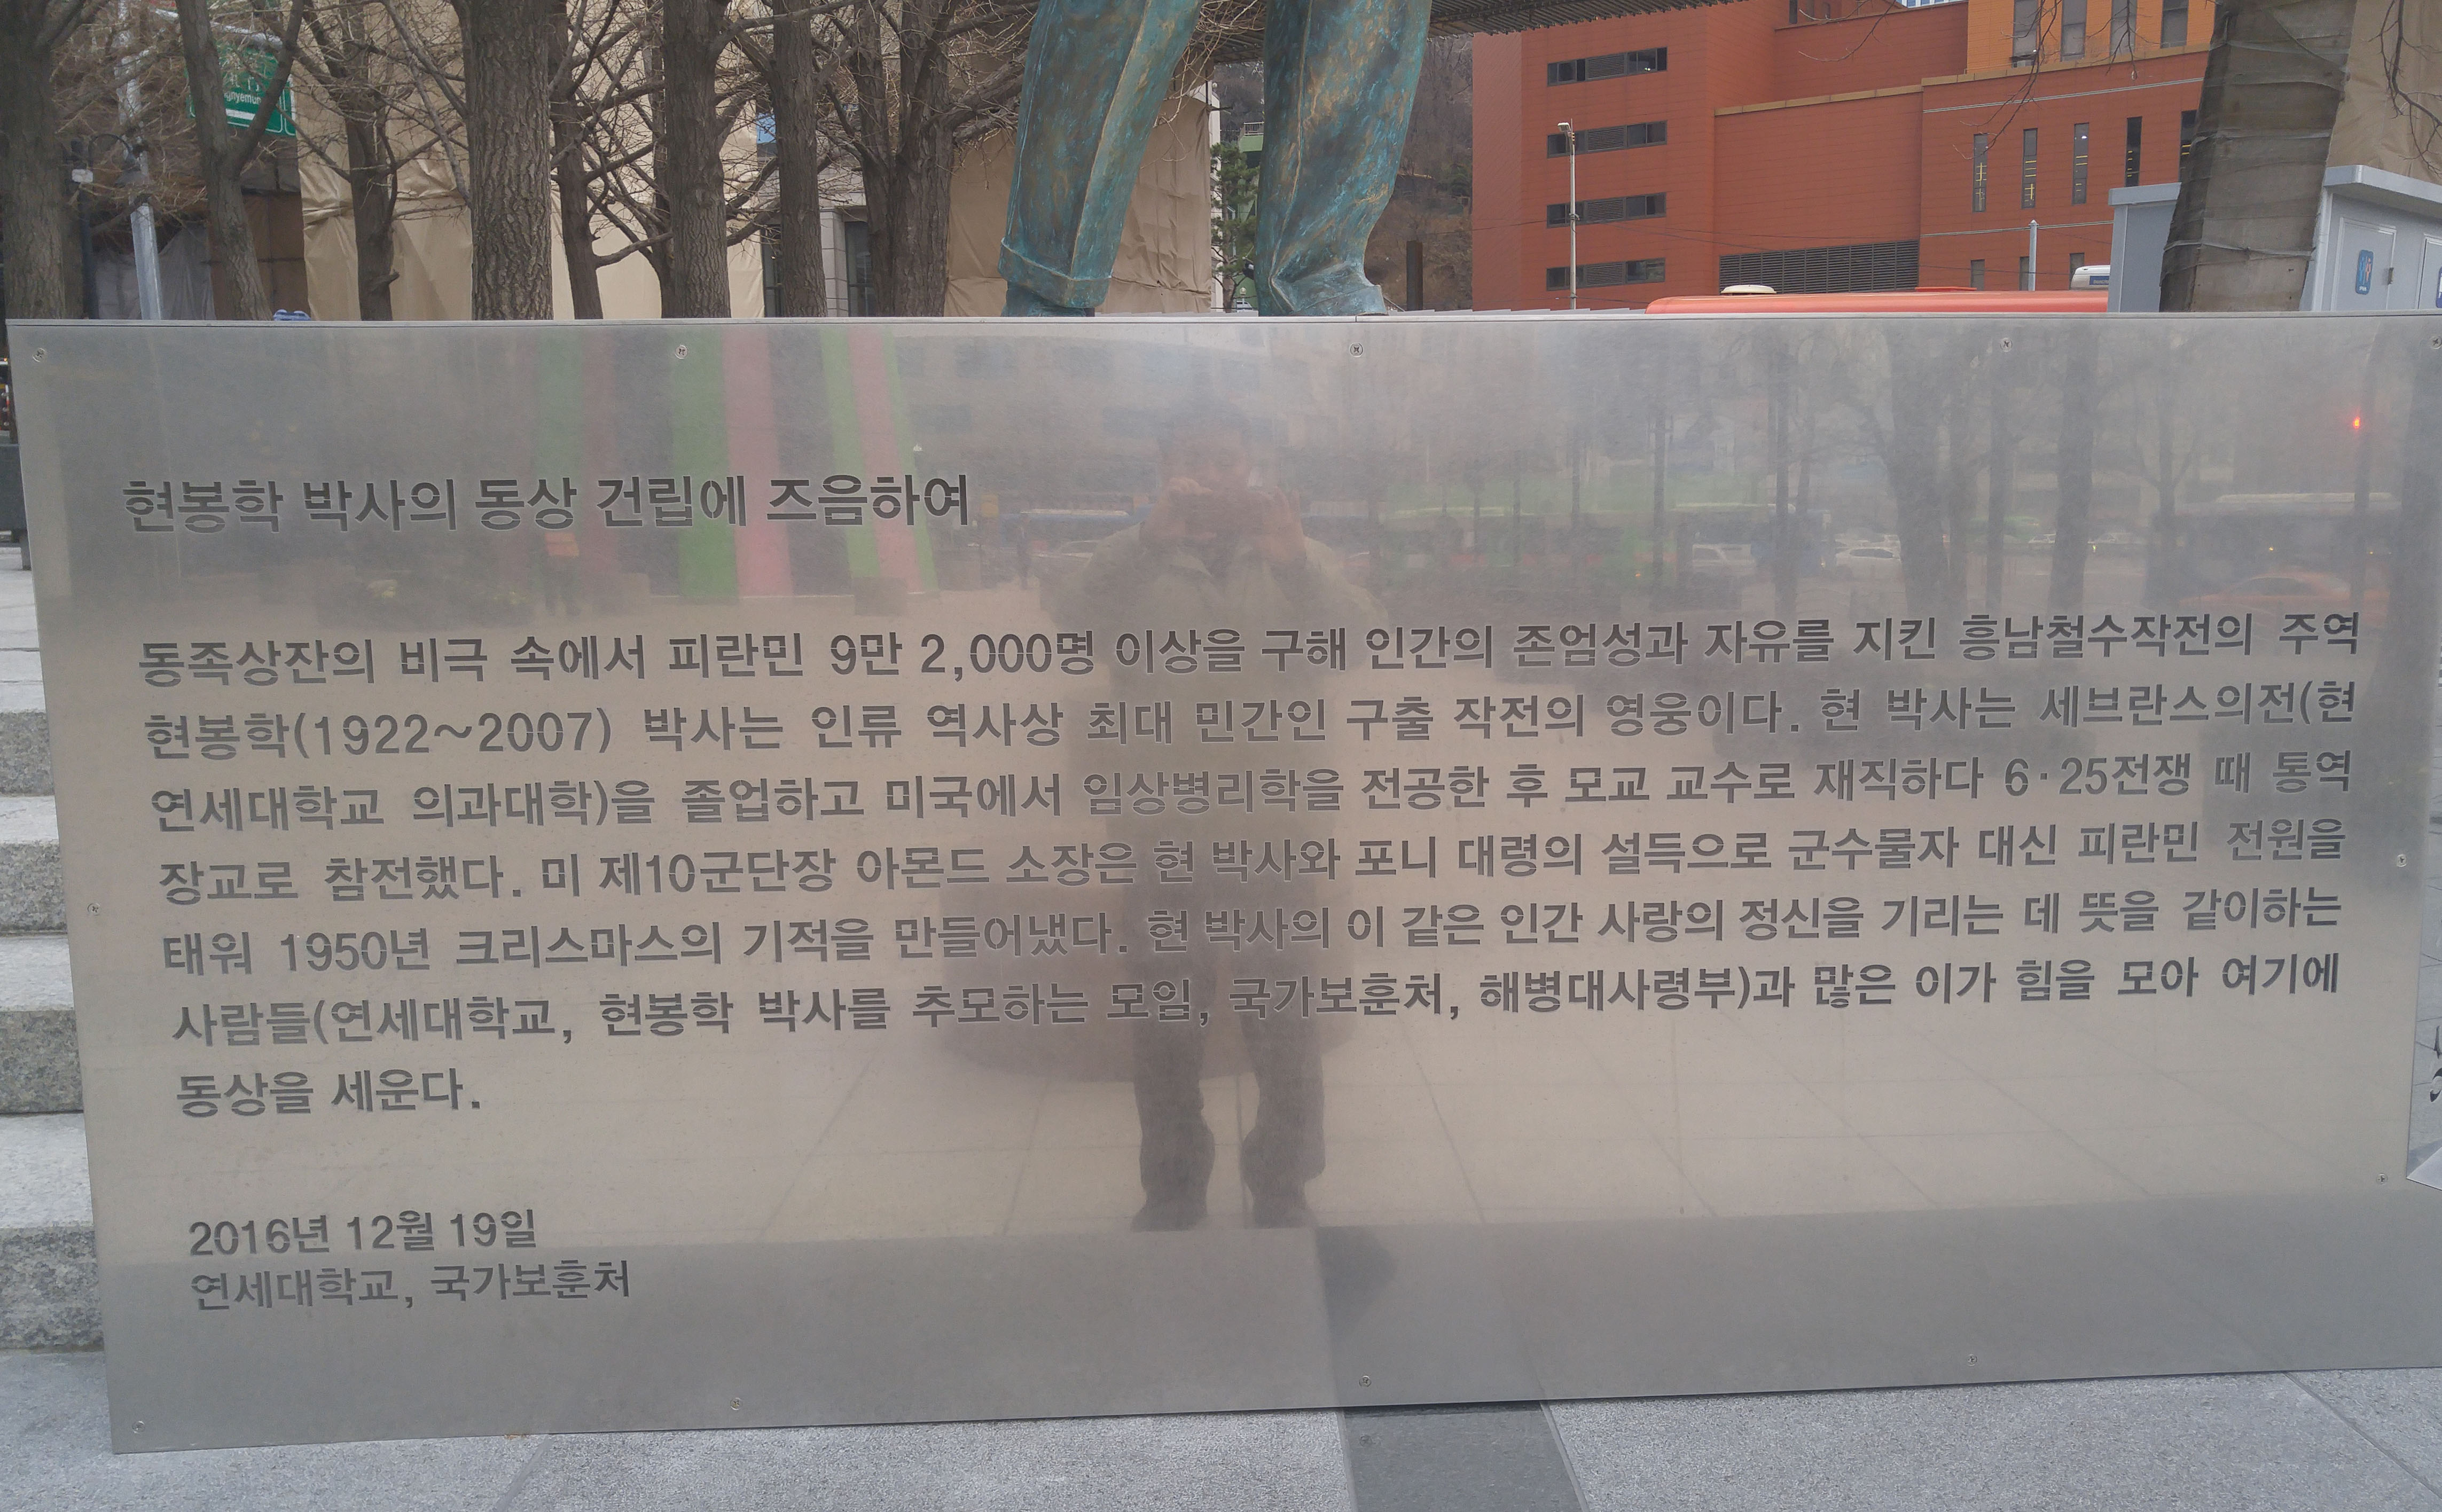 현봉학 박사의 동상 건립에 즈음하여
동족상잔의 비극 속에서 피란민 9만 2,000명 이상을 구해 인간의 존엄성과 자유를 지킨 흥남철수작전의 주역
현봉학(1922~2007) 박사는 인류 역사상 최대 민간인 구출 작전의 영웅이다. 현 박사는 세브란스의전(현
연세대학교 의과대학)을 졸업하고 미국에서 임상병리학을 전공한 후 모교 교수로 재직하다 6·25전쟁 때 통역
장교로 참전했다. 미 제10군단장 아몬드 소장은 현 박사와 포니 대령의 설득으로 군수물자 대신 피란민 전원을
태워 1950년 크리스마스의 기적을 만들어냈다. 현 박사의 이 같은 인간 사랑의 정신을 기리는 데 뜻을 같이하는
사람들(연세대학교, 현봉학 박사를 추모하는 모임, 국가보훈처, 해병대사령부)과 많은 이가 힘을 모아 여기에
동상을 세운다.
2016년 12월 19일
연세대학교, 국가보훈처